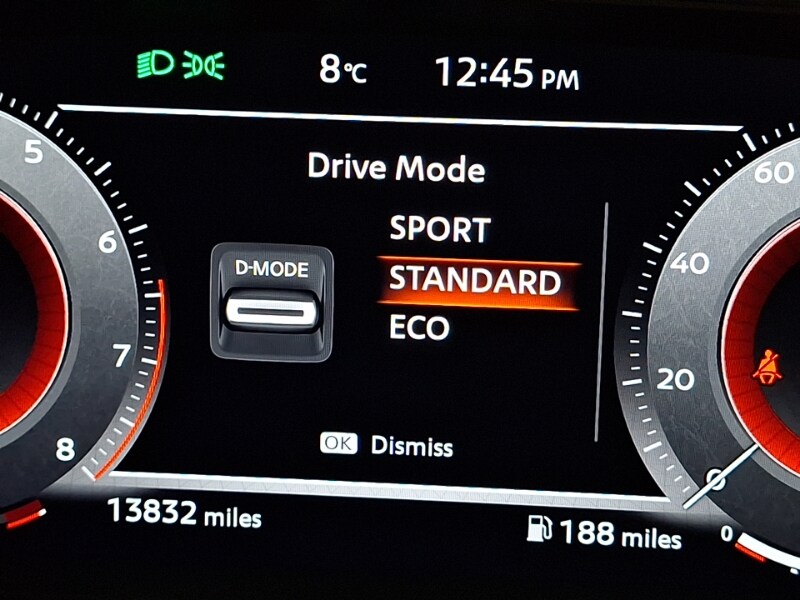 8°C
12:45 PM
Drive Mode
D-MODE
SPORT
STANDARD
ECO
OK Dismiss
5
6
7
8
60
40
20
0
13832 miles
188 miles
0